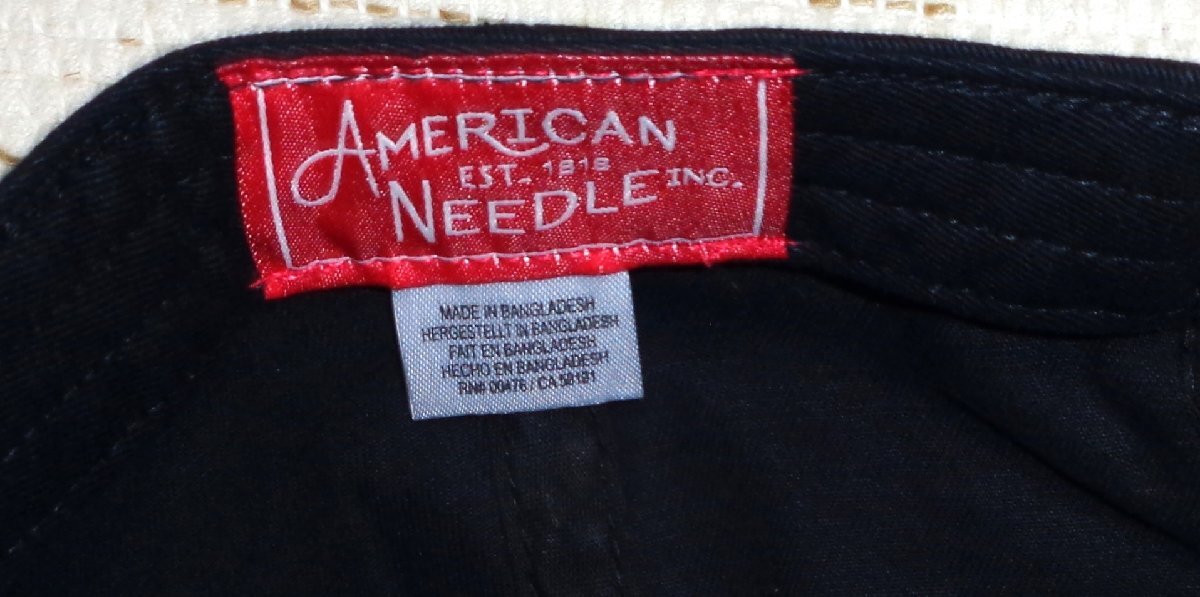 AMERICAN
EST. 1918
NEEDLE INC.
MADE IN BANGLADESH
HERGESTELLT IN BANGLADESH
FAIT EN BANGLADESH
HECHO EN BANGLADESH
RN# 00476 / CA 58181